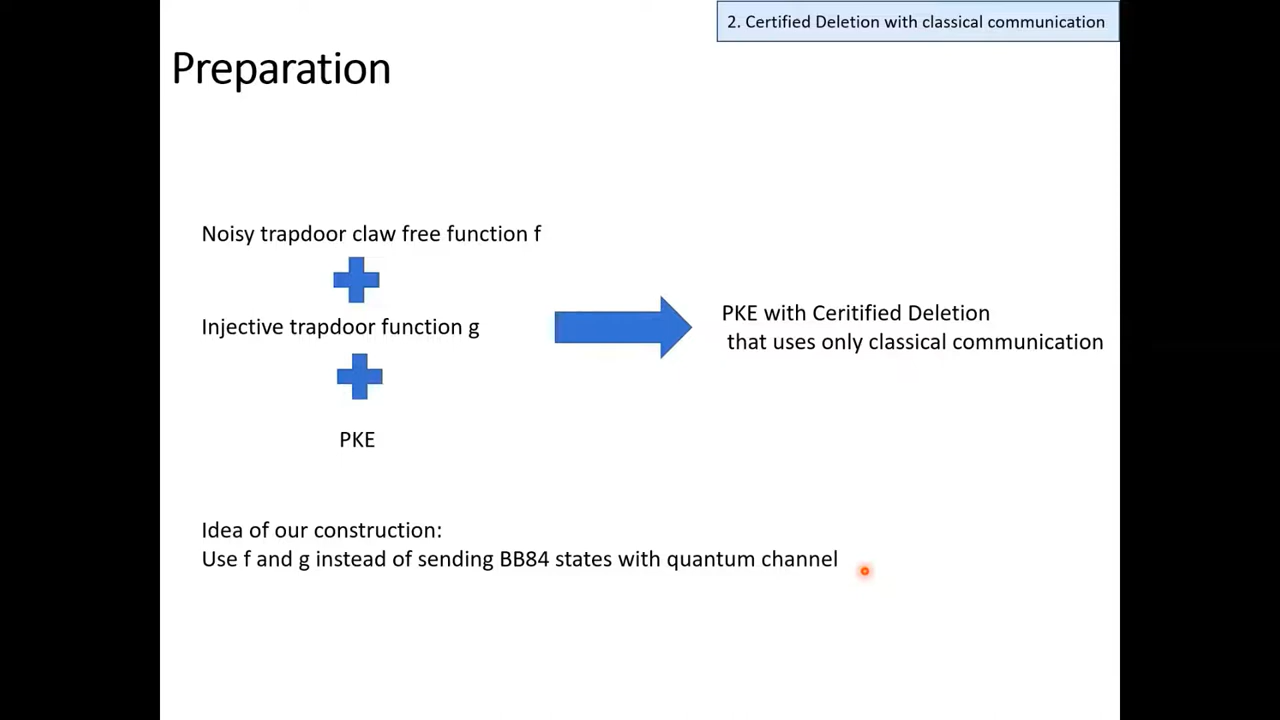 2. Certified Deletion with classical communication
Preparation
Noisy trapdoor claw free function f
Injective trapdoor function g
PKE
PKE with Ceritified Deletion
that uses only classical communication
Idea of our construction:
Use f and g instead of sending BB84 states with quantum channel